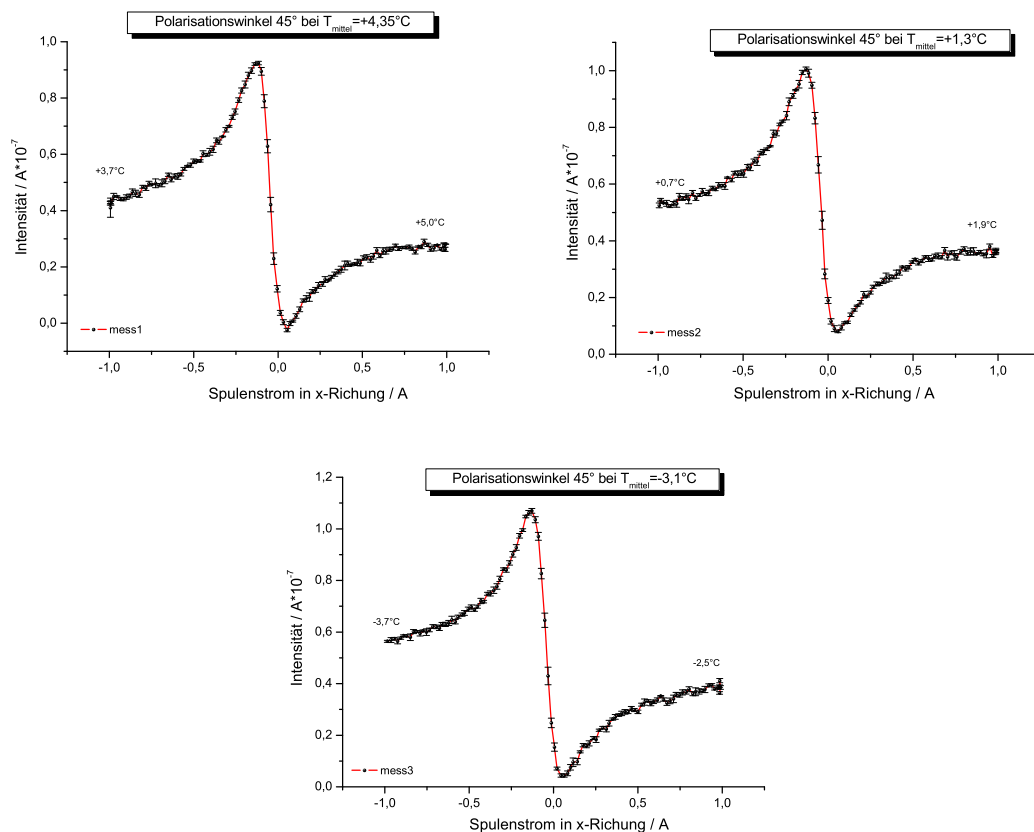 Polarisationswinkel 45° bei T_mittel=+4,35°C
1,0
0,8
0,6
0,4
0,2
0,0
Intensität / A*10^-7
+3,7°C
+5,0°C
mess1
-1,0 -0,5 0,0 0,5 1,0
Spulenstrom in x-Richung / A
Polarisationswinkel 45° bei T_mittel=+1,3°C
1,0
0,8
0,6
0,4
0,2
0,0
Intensität / A*10^-7
+0,7°C
+1,9°C
mess2
-1,0 -0,5 0,0 0,5 1,0
Spulenstrom in x-Richung / A
Polarisationswinkel 45° bei T_mittel=-3,1°C
1,2
1,0
0,8
0,6
0,4
0,2
0,0
Intensität / A*10^-7
-3,7°C
-2,5°C
mess3
-1,0 -0,5 0,0 0,5 1,0
Spulenstrom in x-Richung / A